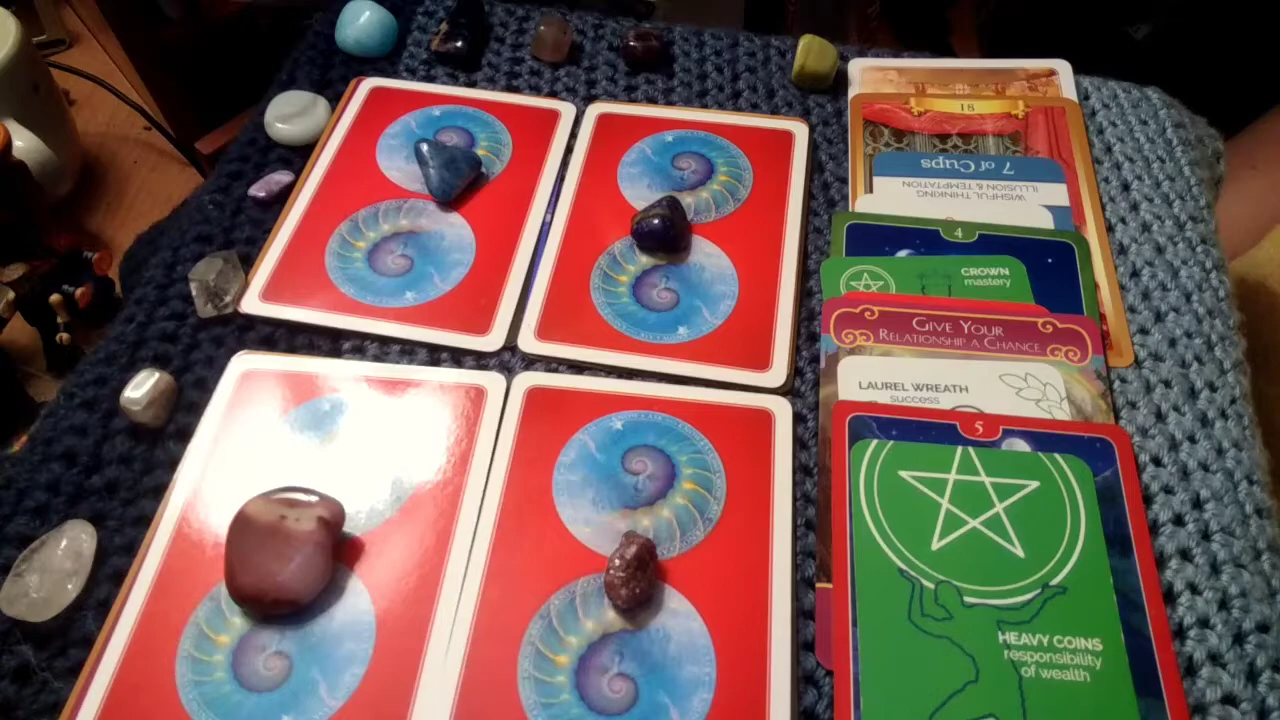 18
7 of Cups
WISHFUL THINKING
ILLUSION & TEMPTATION
4
CROWN
mastery
GIVE YOUR
RELATIONSHIP A CHANCE
LAUREL WREATH
success
5
HEAVY COINS
responsibility
of wealth